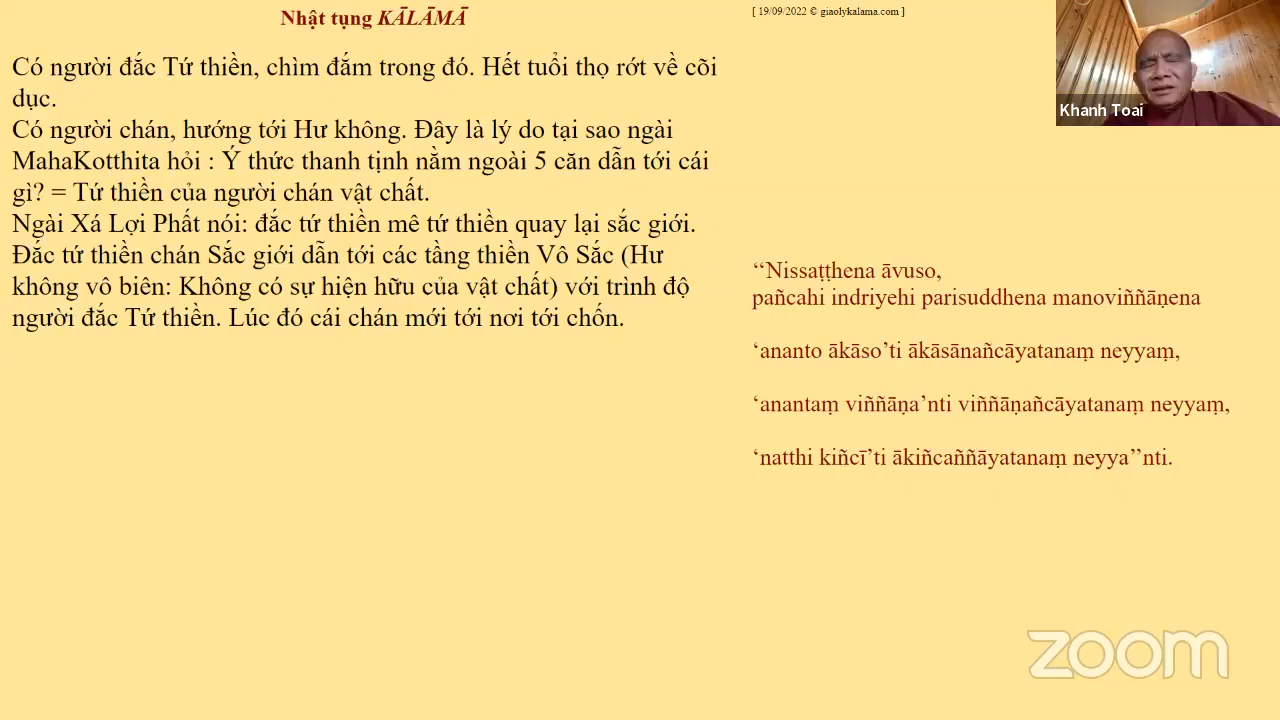 Nhật tụng KĀLĀMĀ
[ 19/09/2022 © giaolykalama.com ]
Có người đắc Tứ thiền, chìm đắm trong đó. Hết tuổi thọ rớt về cõi
dục.
Có người chán, hướng tới Hư không. Đây là lý do tại sao ngài
MahaKotthita hỏi : Ý thức thanh tịnh nằm ngoài 5 căn dẫn tới cái
gì? = Tứ thiền của người chán vật chất.
Ngài Xá Lợi Phất nói: đắc tứ thiền mê tứ thiền quay lại sắc giới.
Đắc tứ thiền chán Sắc giới dẫn tới các tầng thiền Vô Sắc (Hư
không vô biên: Không có sự hiện hữu của vật chất) với trình độ
người đắc Tứ thiền. Lúc đó cái chán mới tới nơi tới chốn.
“Nissaṭṭhena āvuso,
pañcahi indriyehi parisuddhena manoviññāṇena
‘ananto ākāso’ti ākāsānañcāyatanaṃ neyyaṃ,
‘anantaṃ viññāṇa’nti viññāṇañcāyatanaṃ neyyaṃ,
‘natthi kiñcī’ti ākiñcaññāyatanaṃ neyya”nti.
Khanh Toai
zoom